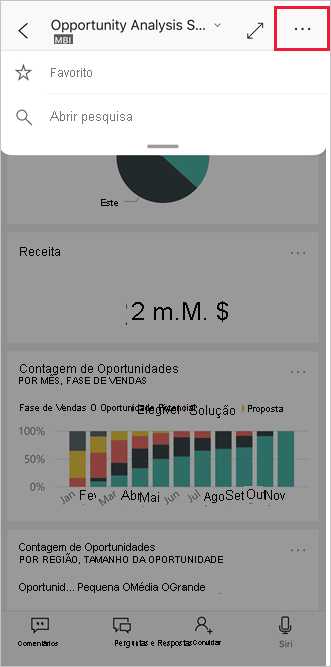 Opportunity Analysis S...
MBI
Favorito
Abrir pesquisa
Este
Receita
2 m.M. $
Contagem de Oportunidades
POR MÊS, FASE DE VENDAS
Fase de Vendas O Oportunidade Potencial Elegível Solução Proposta
100%
50%
0%
Jan Fev Mar Abr Mai Jun Jul Ago Set Out Nov
Contagem de Oportunidades
POR REGIÃO, TAMANHO DA OPORTUNIDADE
Oportunid... Pequena OMédia OGrande
Comentários Perguntas e Respostas Convidar Siri